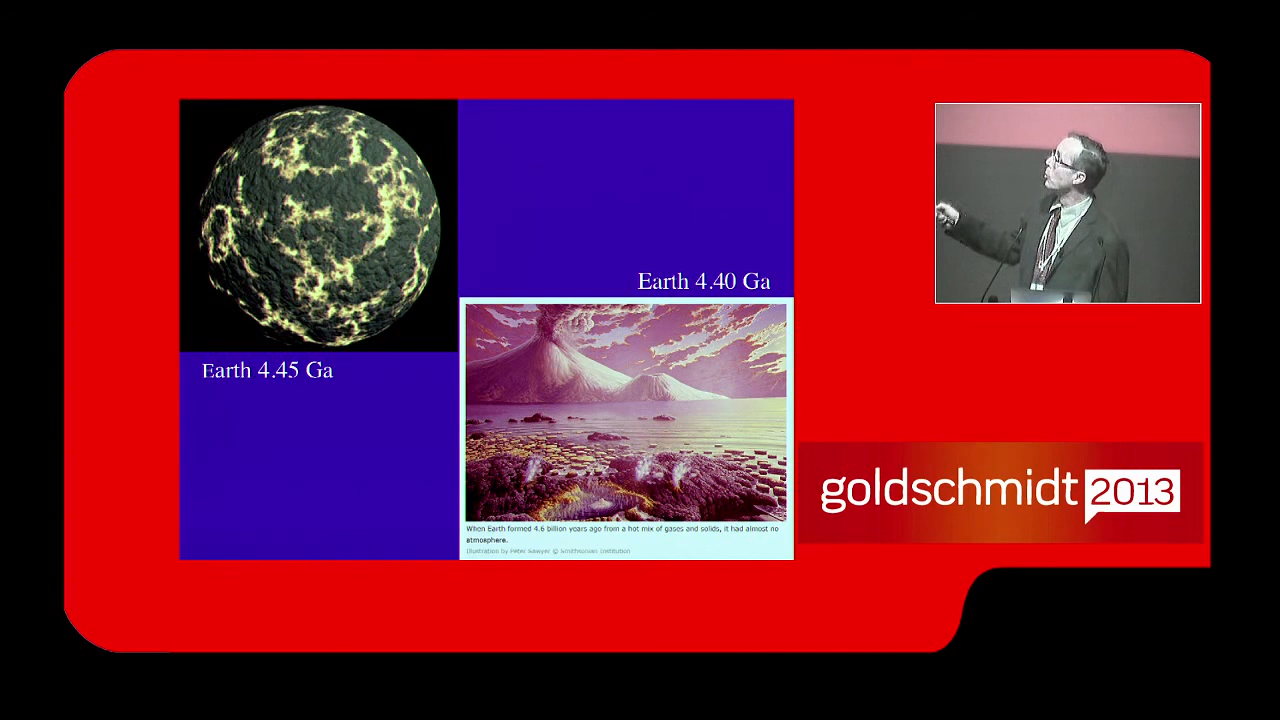 Earth 4.40 Ga
Earth 4.45 Ga
When Earth formed 4.6 billion years ago from a hot mix of gases and solids, it had almost no
atmosphere.
Illustration by Peter Sawyer © Smithsonian Institution
goldschmidt 2013